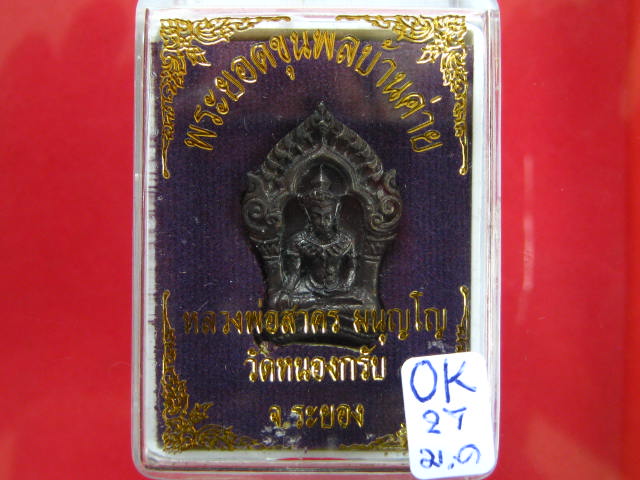 พระยอดขุนพลบ้านค่าย
หลวงพ่อสาคร มนุญโญ
วัดหนองกรับ
จ.ระยอง
OK
27
ม.ค